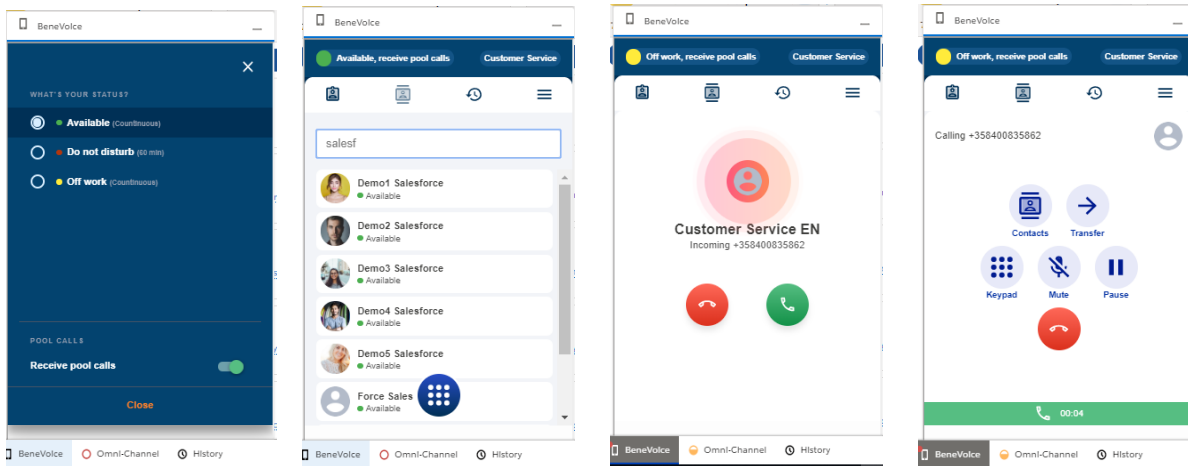 BeneVoIce
WHAT'S YOUR STATUS?
Available (Countinuous)
Do not disturb (60 min)
Off work (Countinuous)
POOL CALLS
Receive pool calls
Close
BeneVoIce
OmnI-Channel
HIstory
BeneVoIce
Available, receive pool calls
Customer Service
salesf
Demo1 Salesforce
Available
Demo2 Salesforce
Available
Demo3 Salesforce
Available
Demo4 Salesforce
Available
Demo5 Salesforce
Available
Force Sales
Available
BeneVoIce
OmnI-Channel
HIstory
BeneVoIce
Off work, receive pool calls
Customer Service
Customer Service EN
Incoming +358400835862
BeneVoIce
OmnI-Channel
HIstory
BeneVoIce
Off work, receive pool calls
Customer Service
Calling +358400835862
Contacts
Transfer
Keypad
Mute
Pause
00:04
BeneVoIce
OmnI-Channel
HIstory